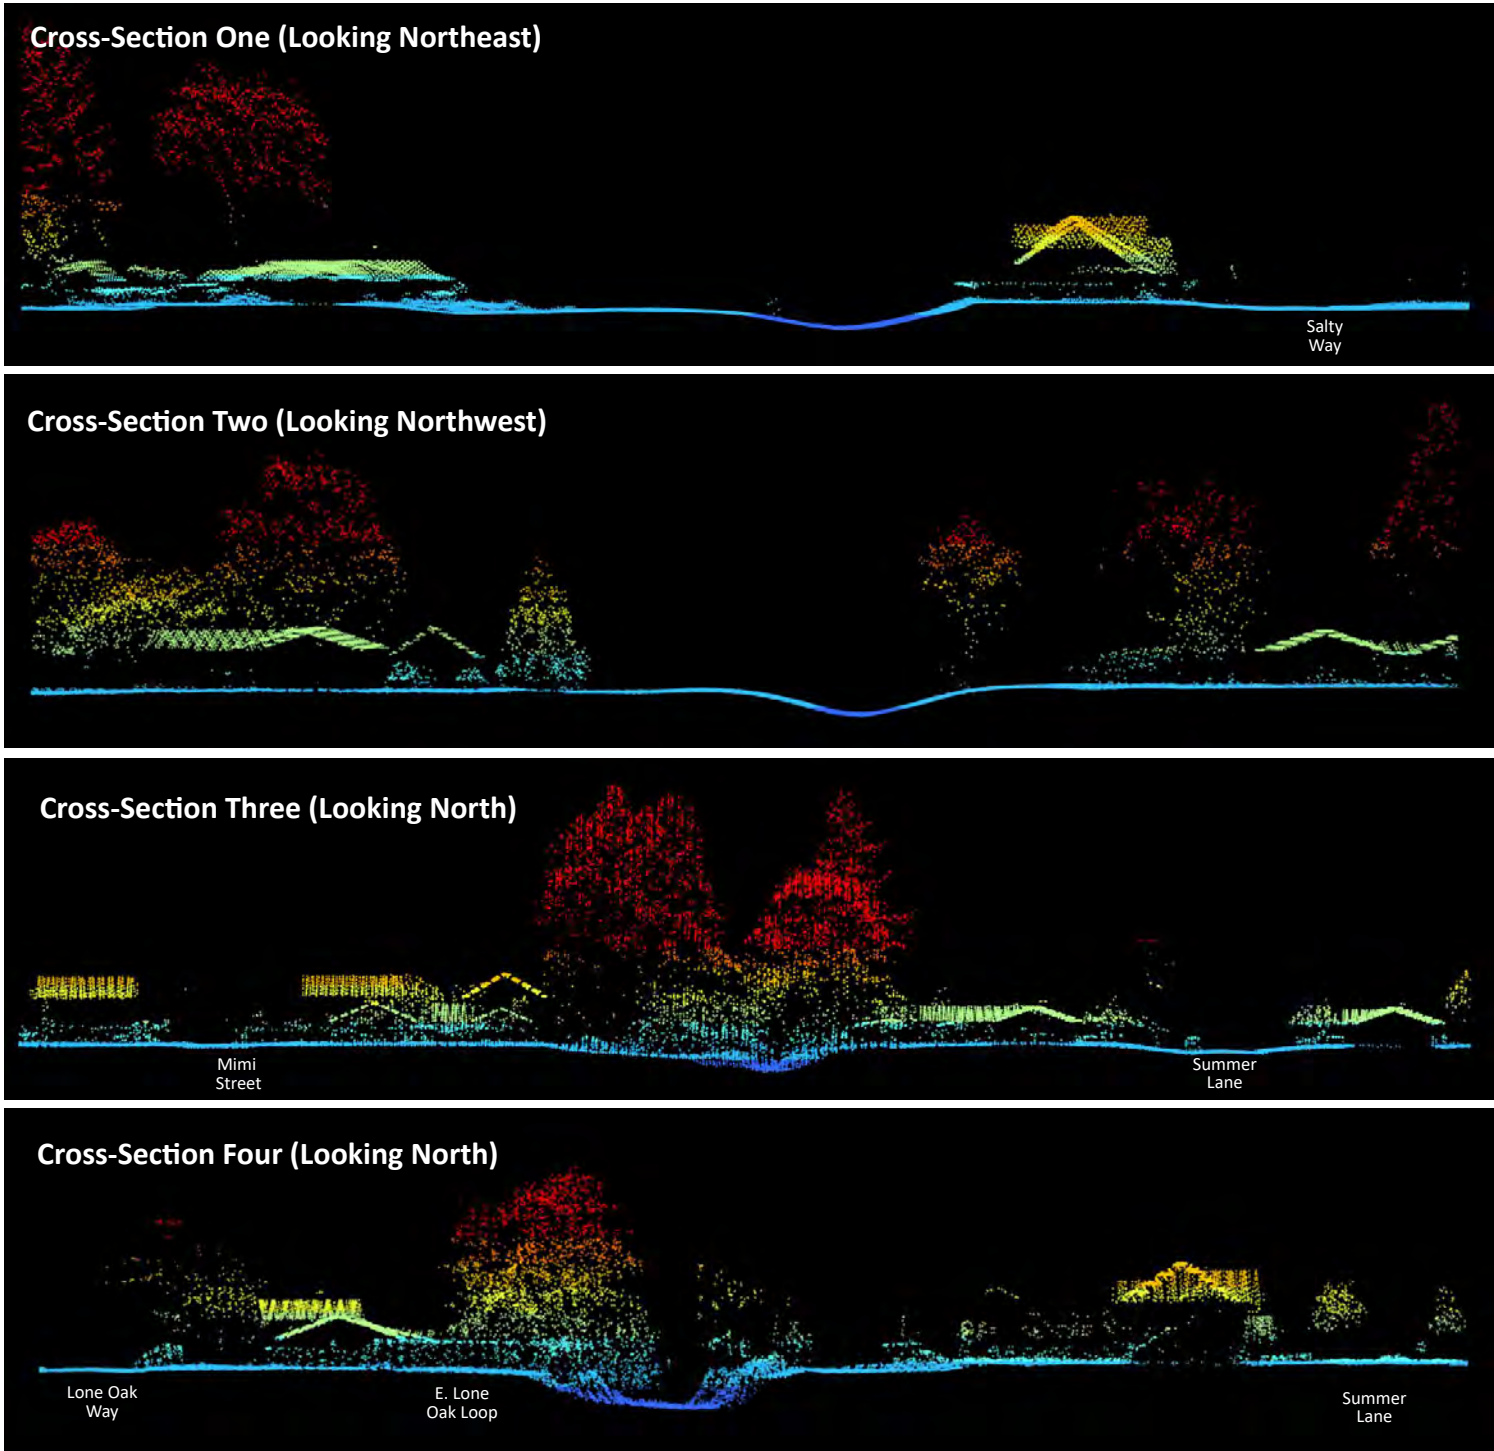 Cross-Section One (Looking Northeast)
Salty
Way
Cross-Section Two (Looking Northwest)
Cross-Section Three (Looking North)
Mimi
Street
Summer
Lane
Cross-Section Four (Looking North)
Lone Oak
Way
E. Lone
Oak Loop
Summer
Lane